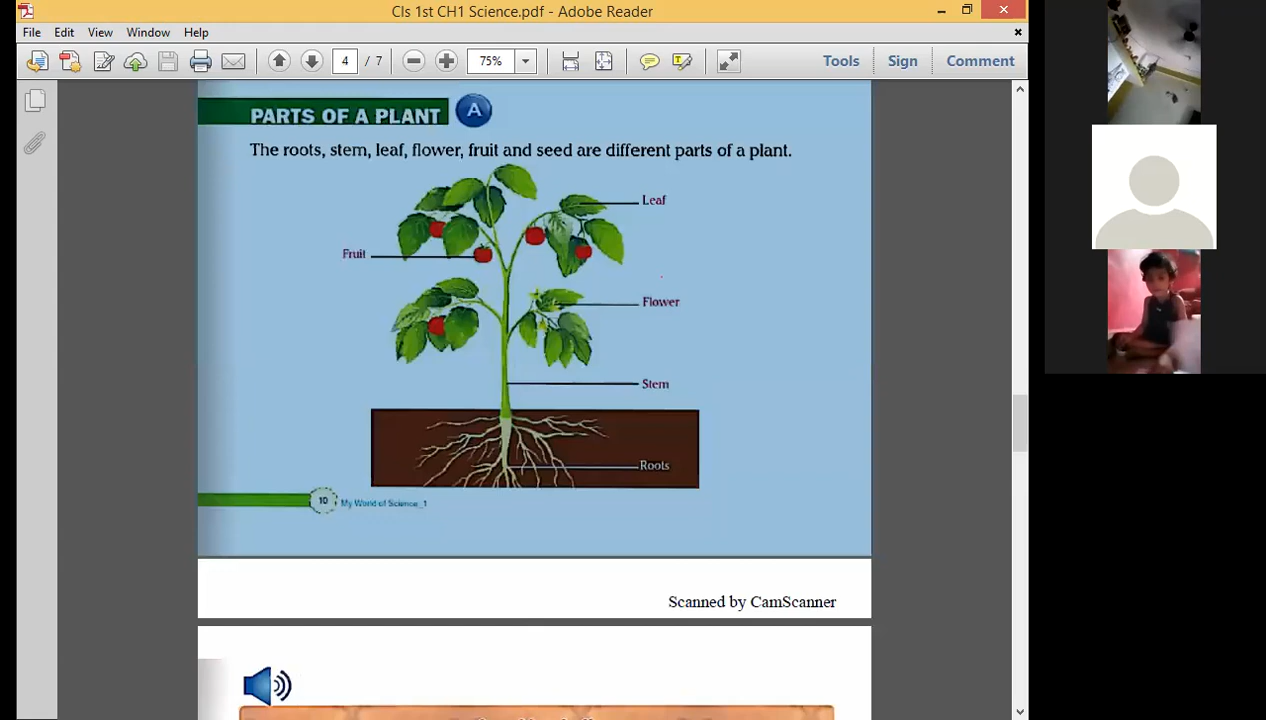 Cls 1st CH1 Science.pdf - Adobe Reader
File Edit View Window Help
4 / 7 75% Tools Sign Comment
PARTS OF A PLANT A
The roots, stem, leaf, flower, fruit and seed are different parts of a plant.
Leaf
Fruit
Flower
Stem
Roots
10 My World of Science_1
Scanned by CamScanner